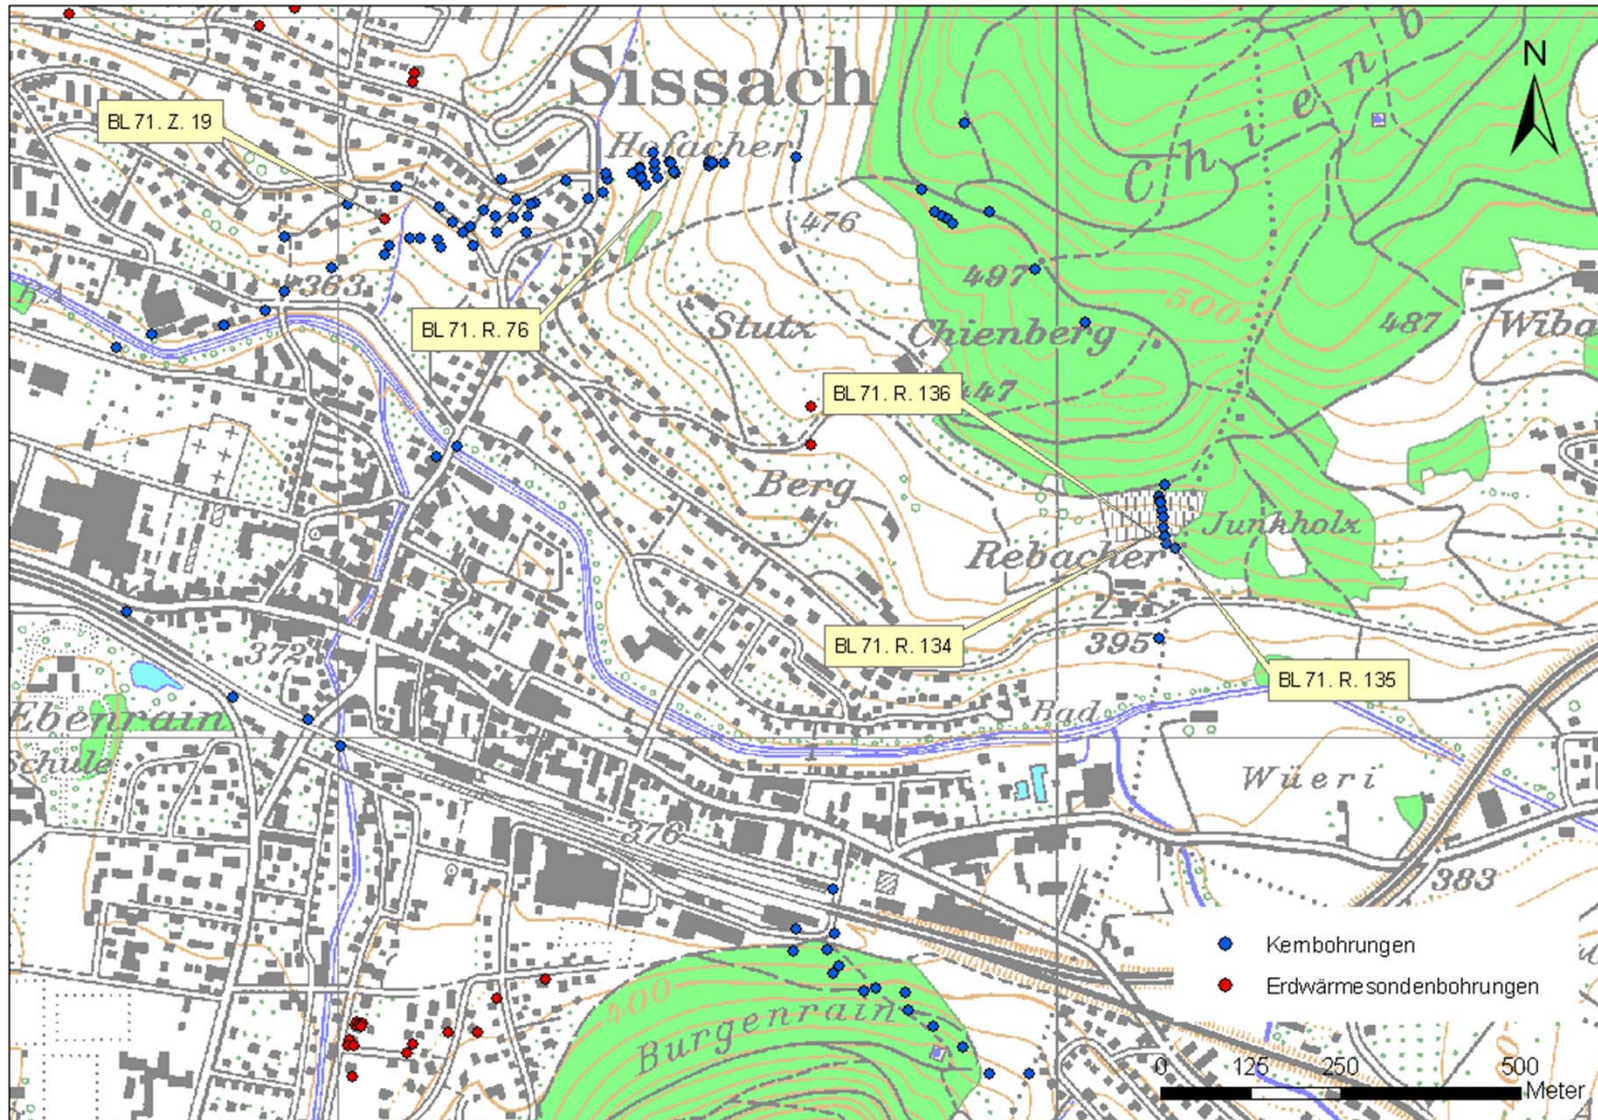 Sissach
N
BL 71. Z. 19
Hofacher
Chienb
476
363
497
500
BL 71. R. 76
Stutz
Chienberg
487
Wiba
BL 71. R. 136
447
Berg
Junkholz
Rebacher
BL 71. R. 134
395
BL 71. R. 135
372
Ebenrain
Schule
Bad
Wüeri
376
383
Kernbohrungen
Erdwärmesondenbohrungen
400
Burgenrain
0 125 250 500
Meter